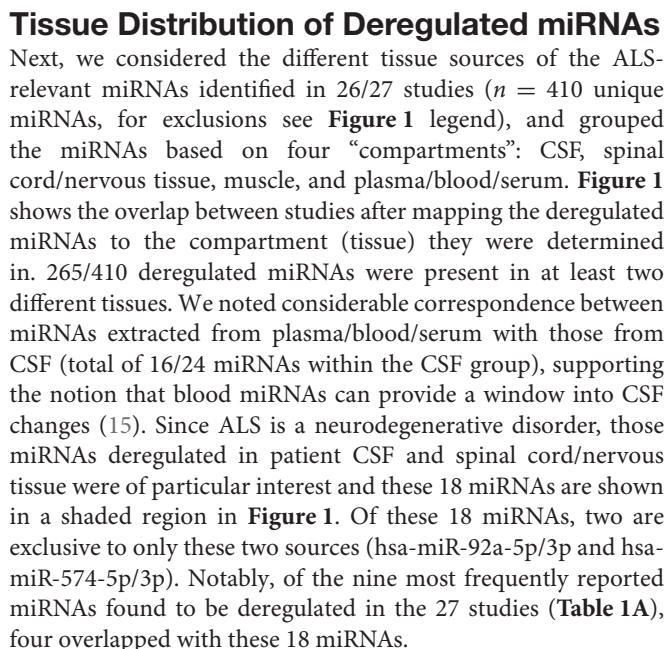 Tissue Distribution of Deregulated miRNAs
Next, we considered the different tissue sources of the ALS-
relevant miRNAs identified in 26/27 studies (n = 410 unique
miRNAs, for exclusions see Figure 1 legend), and grouped
the miRNAs based on four “compartments”: CSF, spinal
cord/nervous tissue, muscle, and plasma/blood/serum. Figure 1
shows the overlap between studies after mapping the deregulated
miRNAs to the compartment (tissue) they were determined
in. 265/410 deregulated miRNAs were present in at least two
different tissues. We noted considerable correspondence between
miRNAs extracted from plasma/blood/serum with those from
CSF (total of 16/24 miRNAs within the CSF group), supporting
the notion that blood miRNAs can provide a window into CSF
changes (15). Since ALS is a neurodegenerative disorder, those
miRNAs deregulated in patient CSF and spinal cord/nervous
tissue were of particular interest and these 18 miRNAs are shown
in a shaded region in Figure 1. Of these 18 miRNAs, two are
exclusive to only these two sources (hsa-miR-92a-5p/3p and hsa-
miR-574-5p/3p). Notably, of the nine most frequently reported
miRNAs found to be deregulated in the 27 studies (Table 1A),
four overlapped with these 18 miRNAs.